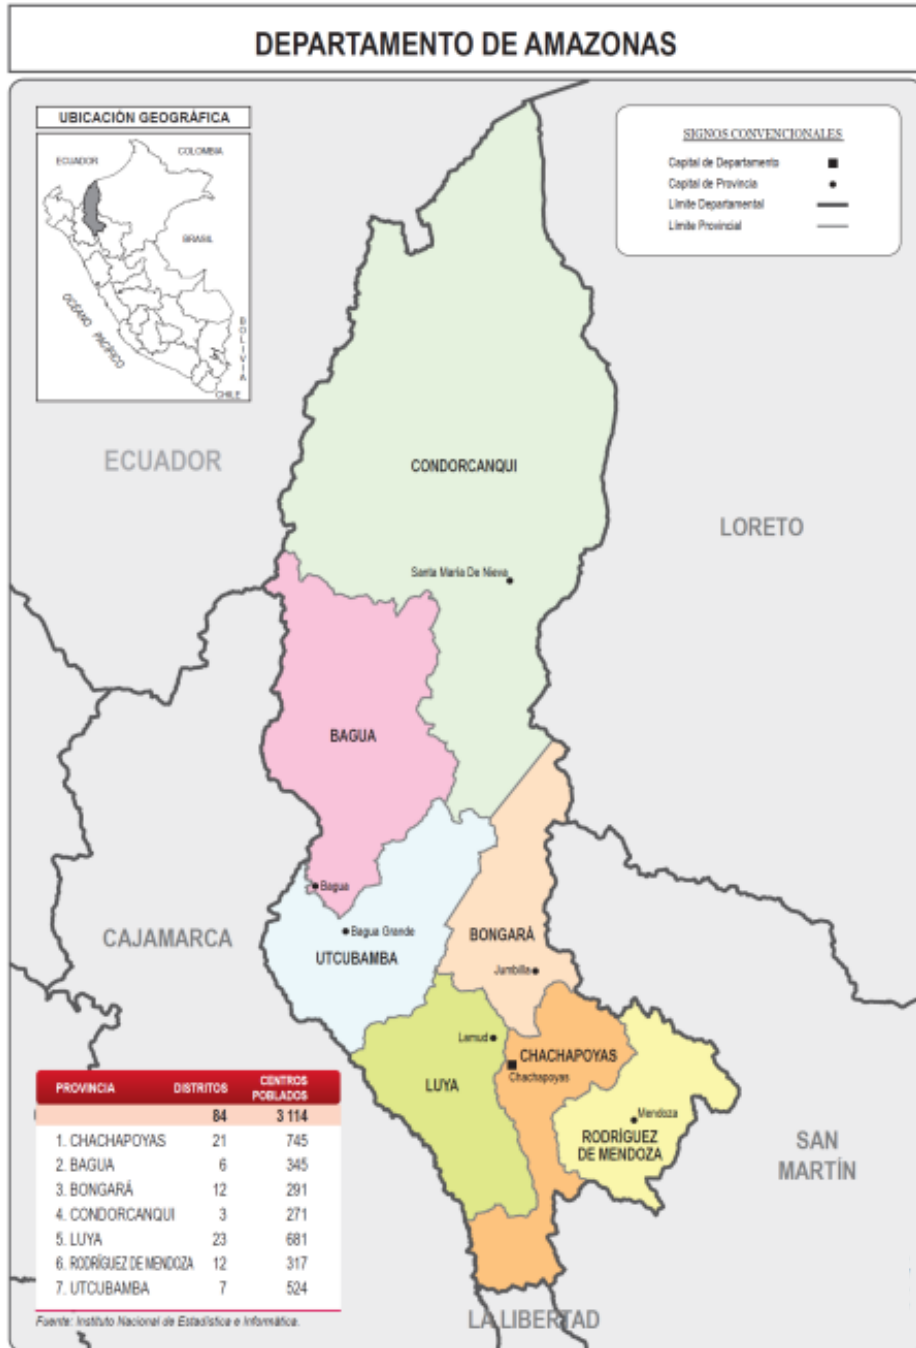 DEPARTAMENTO DE AMAZONAS
UBICACIÓN GEOGRÁFICA
ECUADOR
COLOMBIA
BRASIL
OCÉANO PACÍFICO
BOLIVIA
CHILE
SIGNOS CONVENCIONALES
Capital de Departamento
Capital de Provincia
Límite Departamental
Límite Provincial
ECUADOR
CONDORCANQUI
LORETO
Santa María De Nieva
BAGUA
Bagua
CAJAMARCA
Bagua Grande
UTCUBAMBA
BONGARÁ
Jumbilla
Lamud
CHACHAPOYAS
Chachapoyas
LUYA
Mendoza
RODRÍGUEZ
DE MENDOZA
SAN
MARTÍN
LA LIBERTAD
PROVINCIA DISTRITOS CENTROS POBLADOS
84 3 114
1. CHACHAPOYAS 21 745
2. BAGUA 6 345
3. BONGARÁ 12 291
4. CONDORCANQUI 3 271
5. LUYA 23 681
6. RODRÍGUEZ DE MENDOZA 12 317
7. UTCUBAMBA 7 524
Fuente: Instituto Nacional de Estadística e Informática.